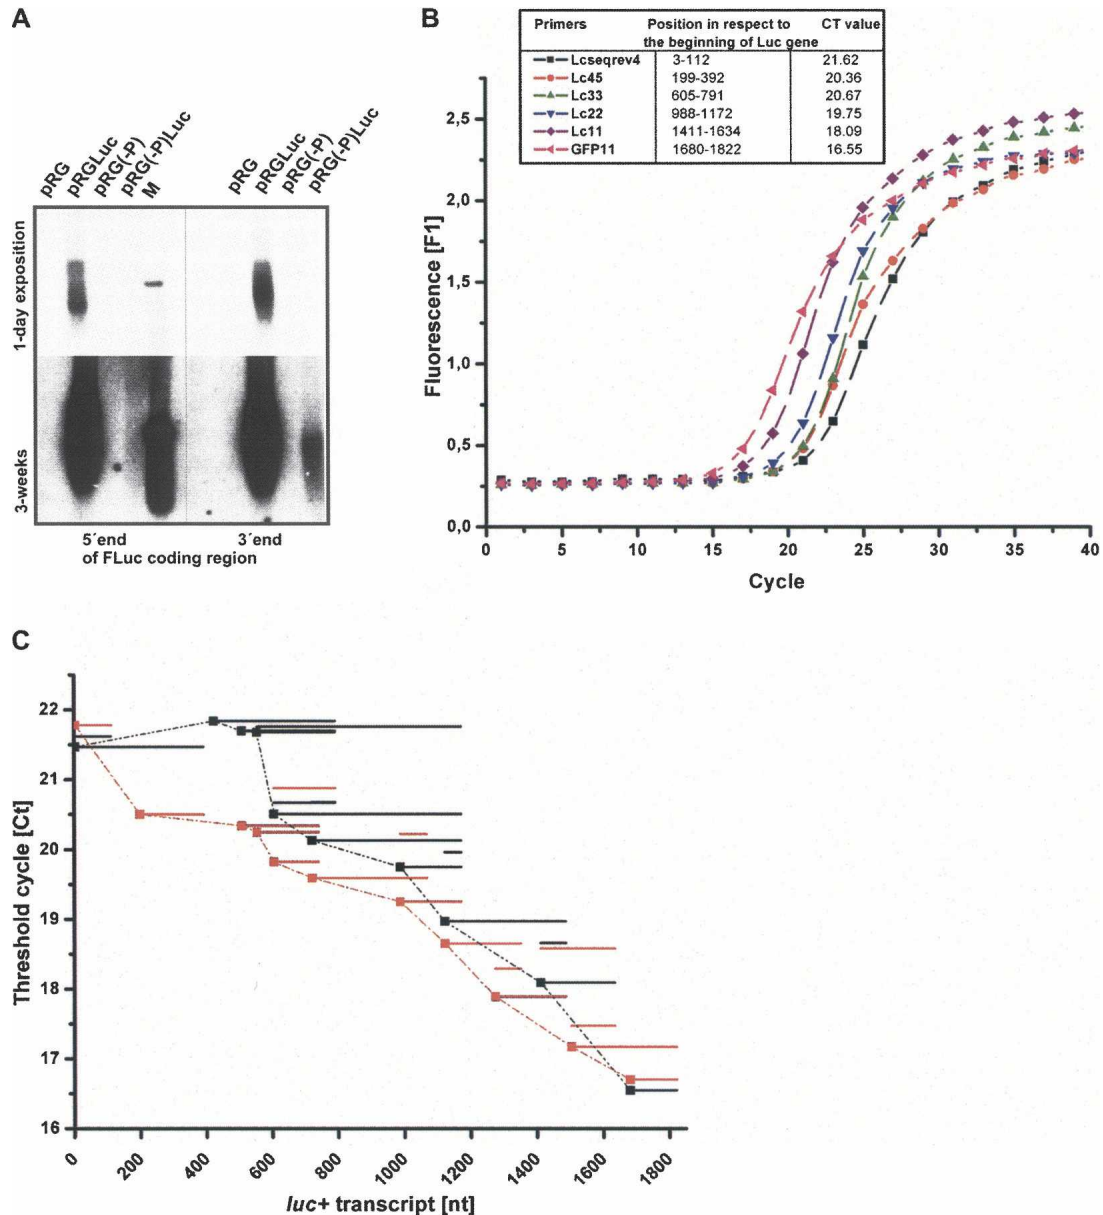 A
pRG
pRGLuc
pRG(-P)
pRG(-P)Luc
M
pRG
pRGLuc
pRG(-P)
pRG(-P)Luc
1-day exposition
3-weeks
5´end
3´end
of FLuc coding region
B
Primers Position in respect to the beginning of Luc gene CT value
Lcseqrev4 3-112 21.62
Lc45 199-392 20.36
Lc33 605-791 20.67
Lc22 988-1172 19.75
Lc11 1411-1634 18.09
GFP11 1680-1822 16.55
Fluorescence [F1]
2,5
2,0
1,5
1,0
0,5
0,0
0 5 10 15 20 25 30 35 40
Cycle
C
Threshold cycle [Ct]
22
21
20
19
18
17
16
0 200 400 600 800 1000 1200 1400 1600 1800
luc+ transcript [nt]